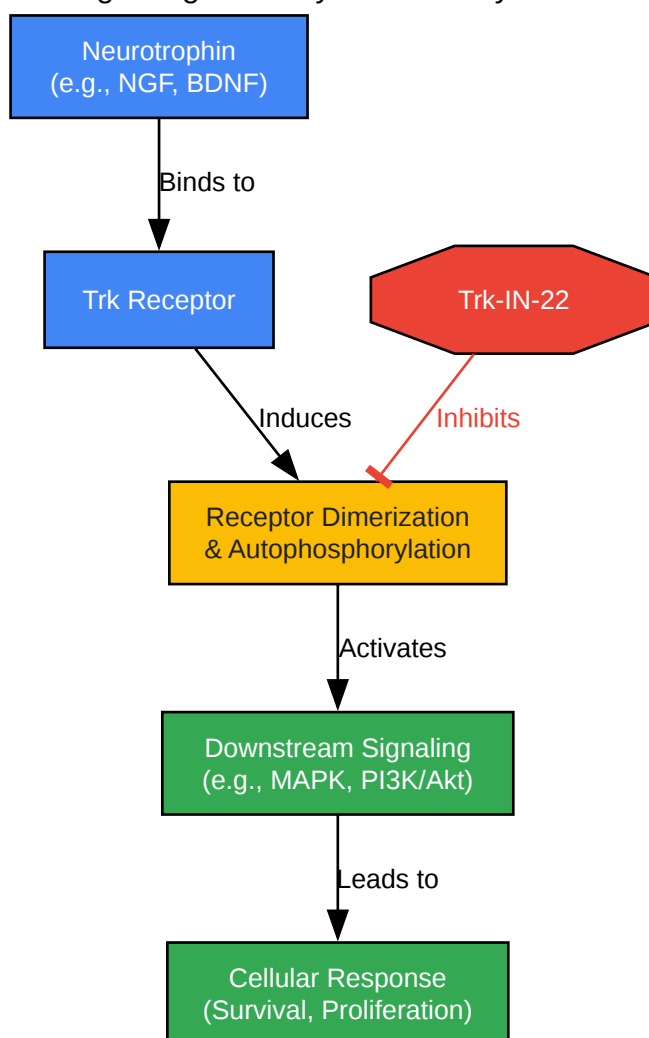 Neurotrophin
(e.g., NGF, BDNF)
Binds to
Trk Receptor
Trk-IN-22
Induces
Inhibits
Receptor Dimerization
& Autophosphorylation
Activates
Downstream Signaling
(e.g., MAPK, PI3K/Akt)
Leads to
Cellular Response
(Survival, Proliferation)